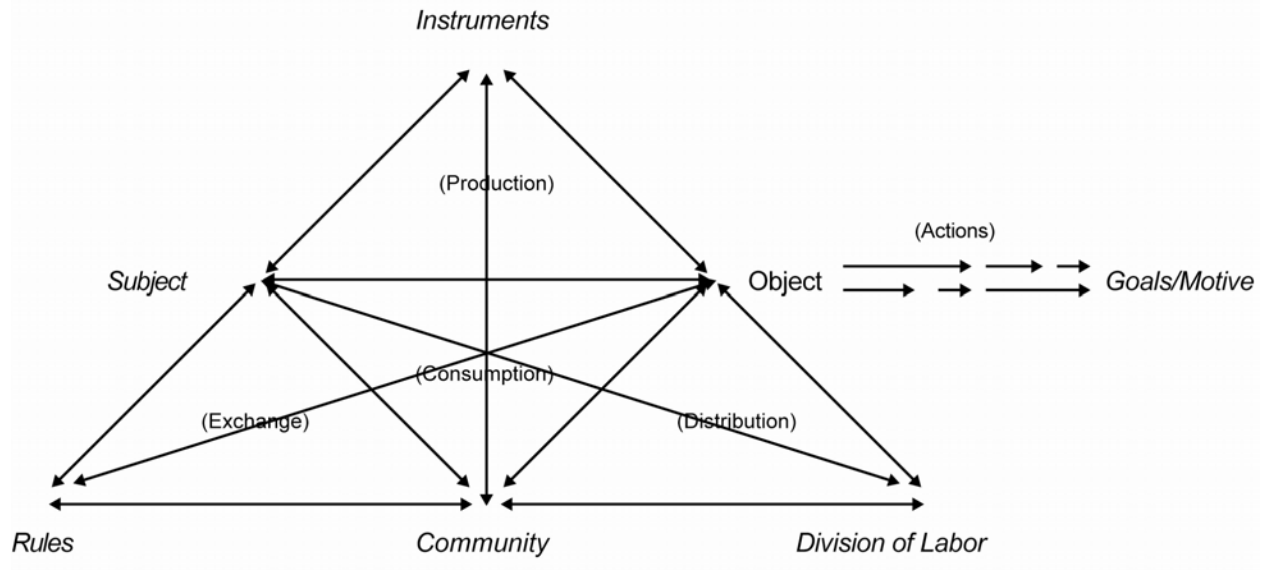 Instruments
(Production)
(Actions)
Subject
Object
Goals/Motive
(Consumption)
(Exchange)
(Distribution)
Rules
Community
Division of Labor